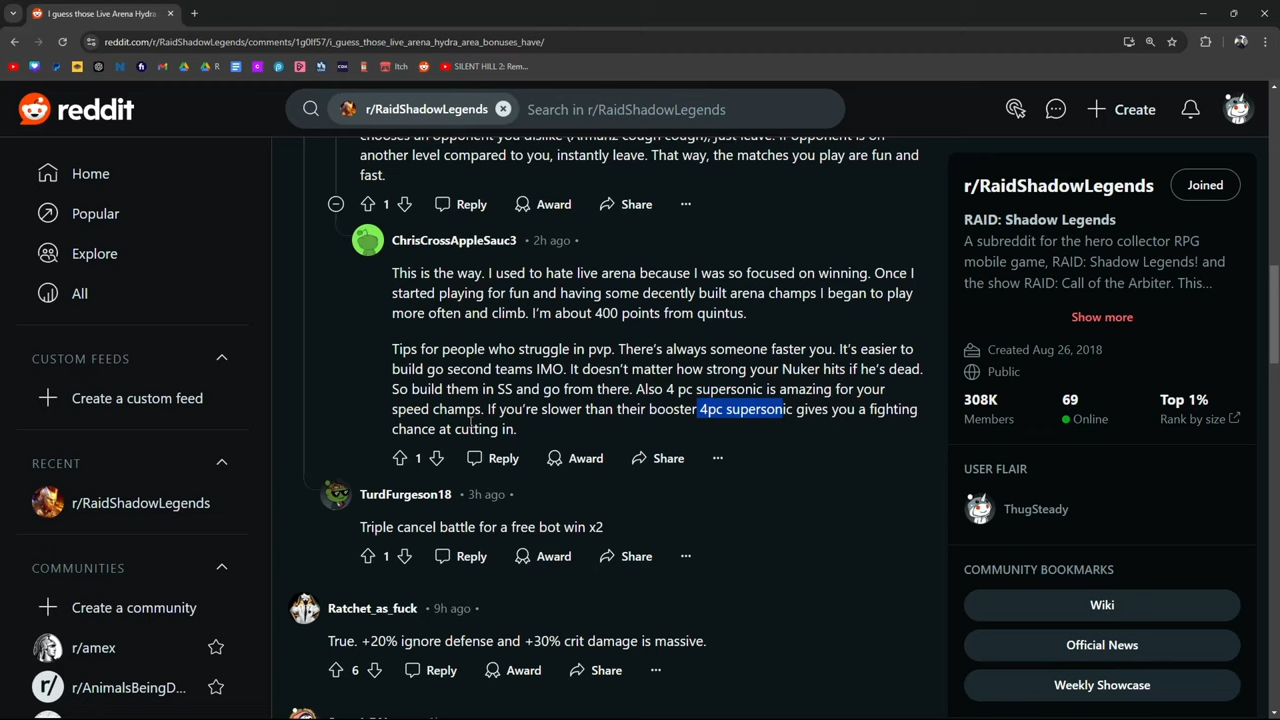 I guess those Live Arena Hydra
reddit.com/r/RaidShadowLegends/comments/1g0lf57/i_guess_those_live_arena_hydra_area_bonuses_have/
R
Itch
SILENT HILL 2: Rem...
reddit
r/RaidShadowLegends
Search in r/RaidShadowLegends
Create
Home
Popular
Explore
All
CUSTOM FEEDS
Create a custom feed
RECENT
r/RaidShadowLegends
COMMUNITIES
Create a community
r/amex
r/AnimalsBeingD...
chooses an opponent you dislike (Armanz cough cough), just leave. If opponent is on
another level compared to you, instantly leave. That way, the matches you play are fun and
fast.
1 Reply Award Share
ChrisCrossAppleSauc3 • 2h ago •
This is the way. I used to hate live arena because I was so focused on winning. Once I
started playing for fun and having some decently built arena champs I began to play
more often and climb. I'm about 400 points from quintus.
Tips for people who struggle in pvp. There's always someone faster you. It's easier to
build go second teams IMO. It doesn't matter how strong your Nuker hits if he's dead.
So build them in SS and go from there. Also 4 pc supersonic is amazing for your
speed champs. If you're slower than their booster 4pc supersonic gives you a fighting
chance at cutting in.
1 Reply Award Share
TurdFurgeson18 • 3h ago •
Triple cancel battle for a free bot win x2
1 Reply Award Share
Ratchet_as_fuck • 9h ago •
True. +20% ignore defense and +30% crit damage is massive.
6 Reply Award Share
r/RaidShadowLegends Joined
RAID: Shadow Legends
A subreddit for the hero collector RPG
mobile game, RAID: Shadow Legends! and
the show RAID: Call of the Arbiter. This...
Show more
Created Aug 26, 2018
Public
308K 69 Top 1%
Members Online Rank by size
USER FLAIR
ThugSteady
COMMUNITY BOOKMARKS
Wiki
Official News
Weekly Showcase